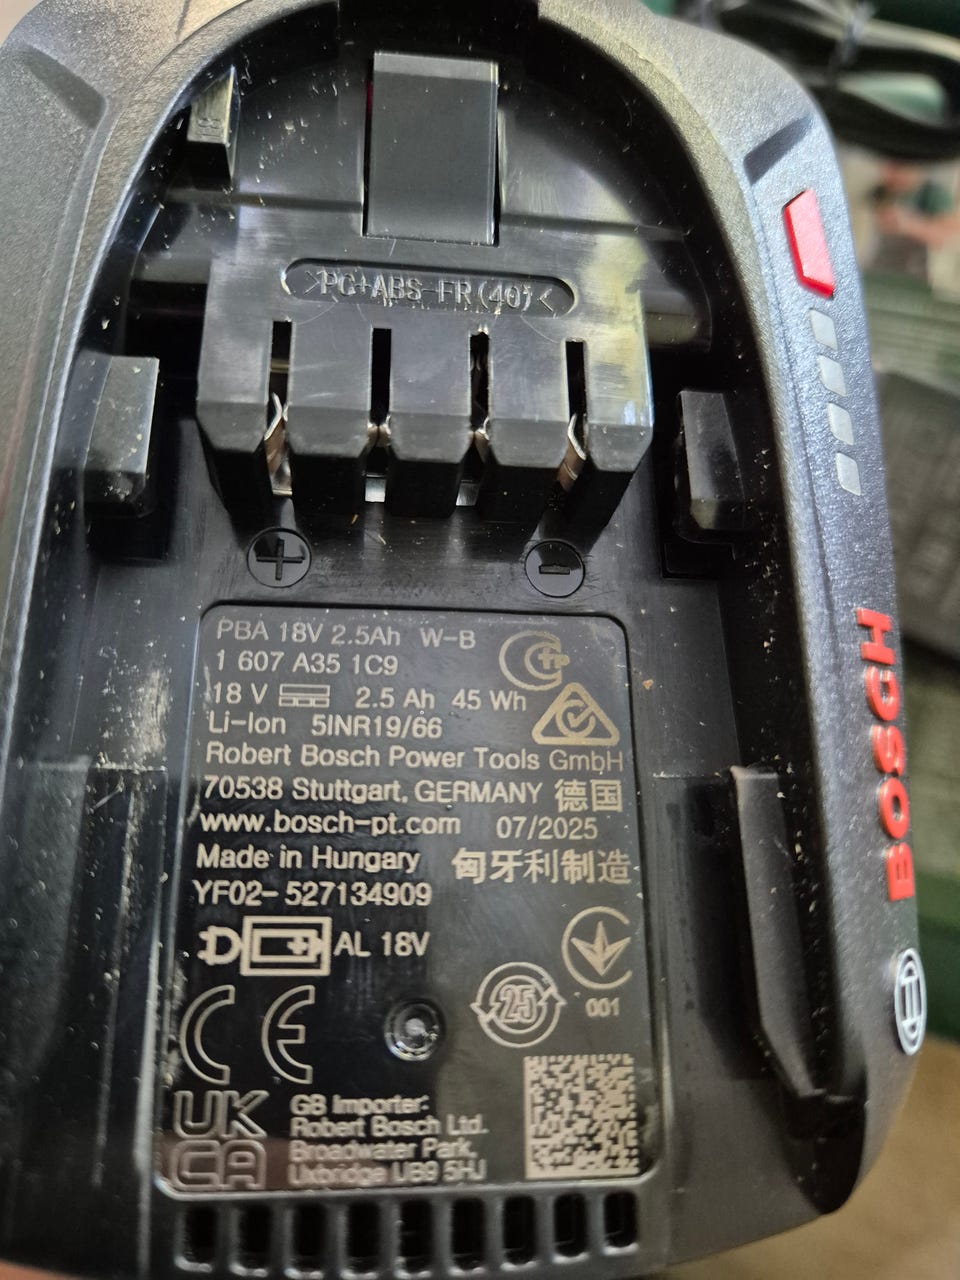 >PC+ABS-FR(40)<
+ -
PBA 18V 2.5Ah W-B
1 607 A35 1C9
18 V 2.5 Ah 45 Wh
Li-Ion 5INR19/66
Robert Bosch Power Tools GmbH
70538 Stuttgart, GERMANY 德国
www.bosch-pt.com 07/2025
Made in Hungary 匈牙利制造
YF02- 527134909
AL 18V
001
25
CE
UK
CA
GB Importer:
Robert Bosch Ltd.
Broadwater Park,
Uxbridge UB9 5HJ
BOSCH